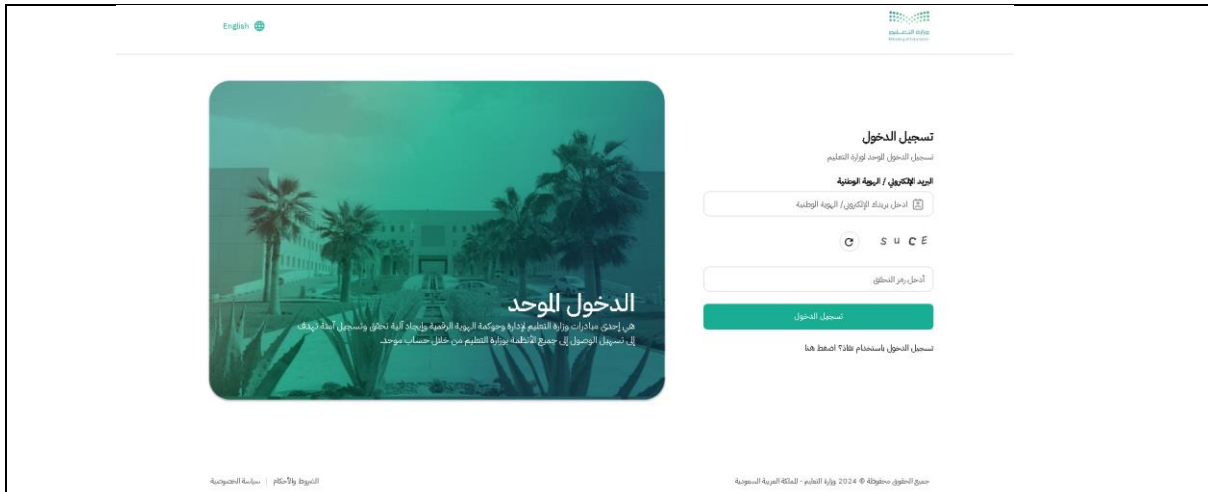 English
وزارة التعليم
Ministry of Education
تسجيل الدخول
تسجيل الدخول الموحد لوزارة التعليم
البريد الإلكتروني / الهوية الوطنية
ادخل بريدك الإلكتروني/ الهوية الوطنية
s u C E
أدخل رمز التحقق
تسجيل الدخول
تسجيل الدخول باستخدام نفاذ؟ اضغط هنا
الدخول الموحد
هي إحدى مبادرات وزارة التعليم لإدارة وحوكمة الهوية الرقمية وإيجاد آلية تحقق وتسجيل آمنة تهدف
إلى تسهيل الوصول إلى جميع الأنظمة بوزارة التعليم من خلال حساب موحد.
جميع الحقوق محفوظة © 2024 وزارة التعليم - المملكة العربية السعودية
الشروط والأحكام | سياسة الخصوصية